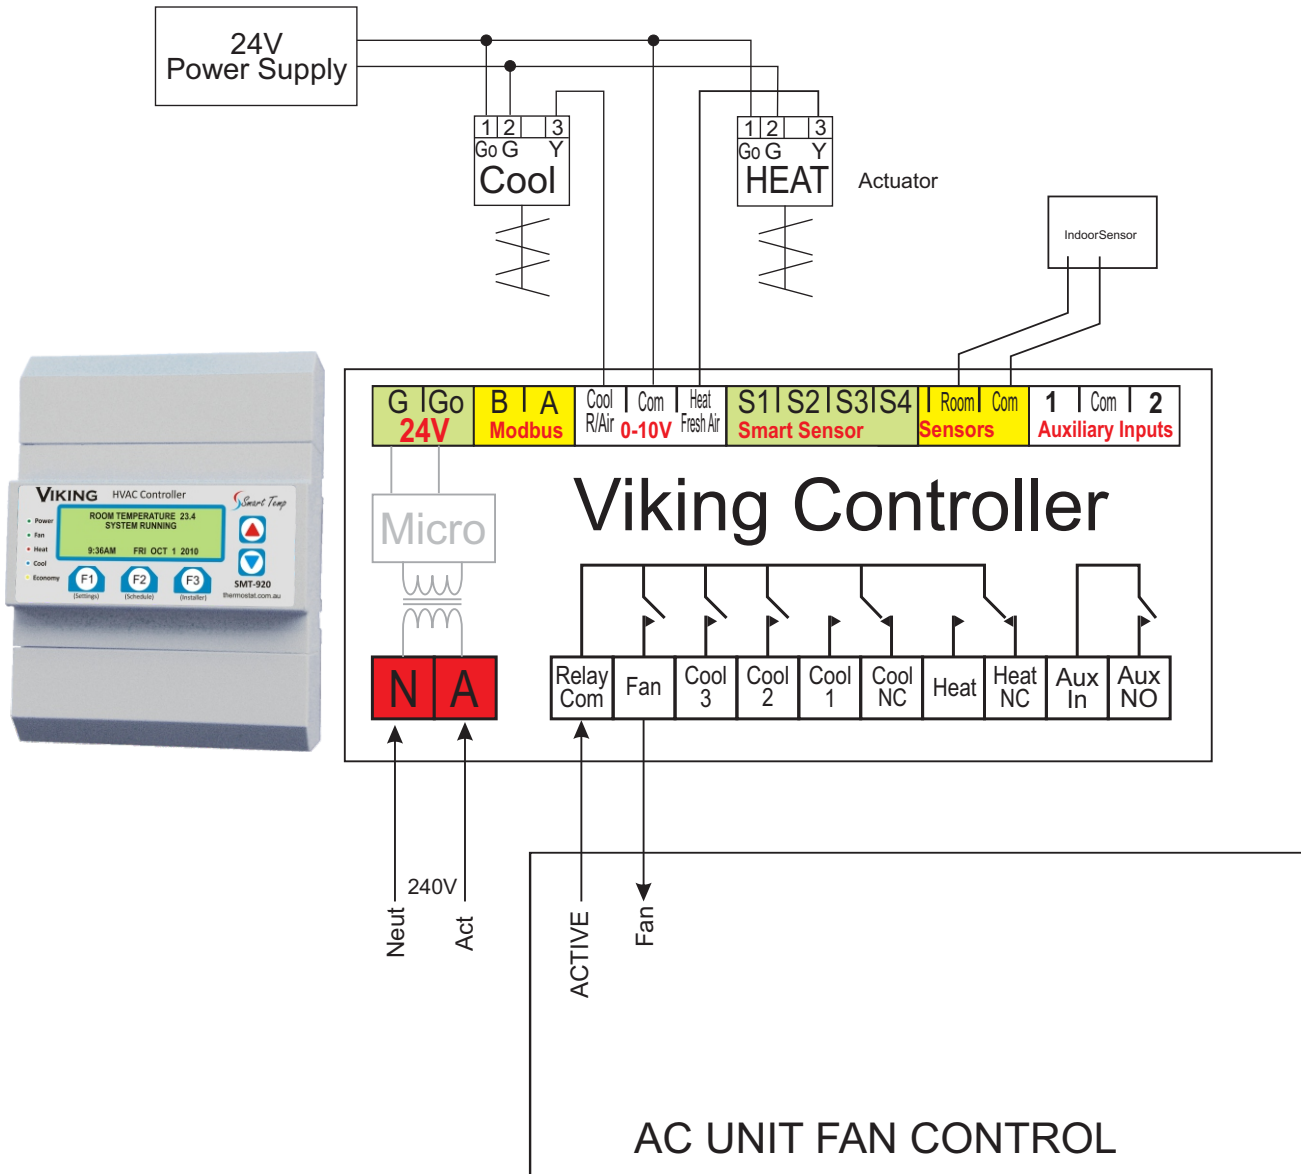 24V
Power Supply
1 2 3
Go G Y
Cool
1 2 3
Go G Y
HEAT
Actuator
IndoorSensor
G Go
24V
B A
Modbus
Cool
R/Air
Com
0-10V
Heat
Fresh Air
S1 S2 S3 S4
Smart Sensor
Room Com
Sensors
1 Com 2
Auxiliary Inputs
Viking Controller
Micro
VIKING HVAC Controller
Smart Temp
Power
Fan
Heat
Cool
Economy
ROOM TEMPERATURE 23.4
SYSTEM RUNNING
9:36AM FRI OCT 1 2010
F1
(Settings)
F2
(Schedule)
F3
(Installer)
SMT-920
thermostat.com.au
N A
Relay
Com
Fan
Cool
3
Cool
2
Cool
1
Cool
NC
Heat
Heat
NC
Aux
In
Aux
NO
Neut
240V
Act
ACTIVE
Fan
AC UNIT FAN CONTROL